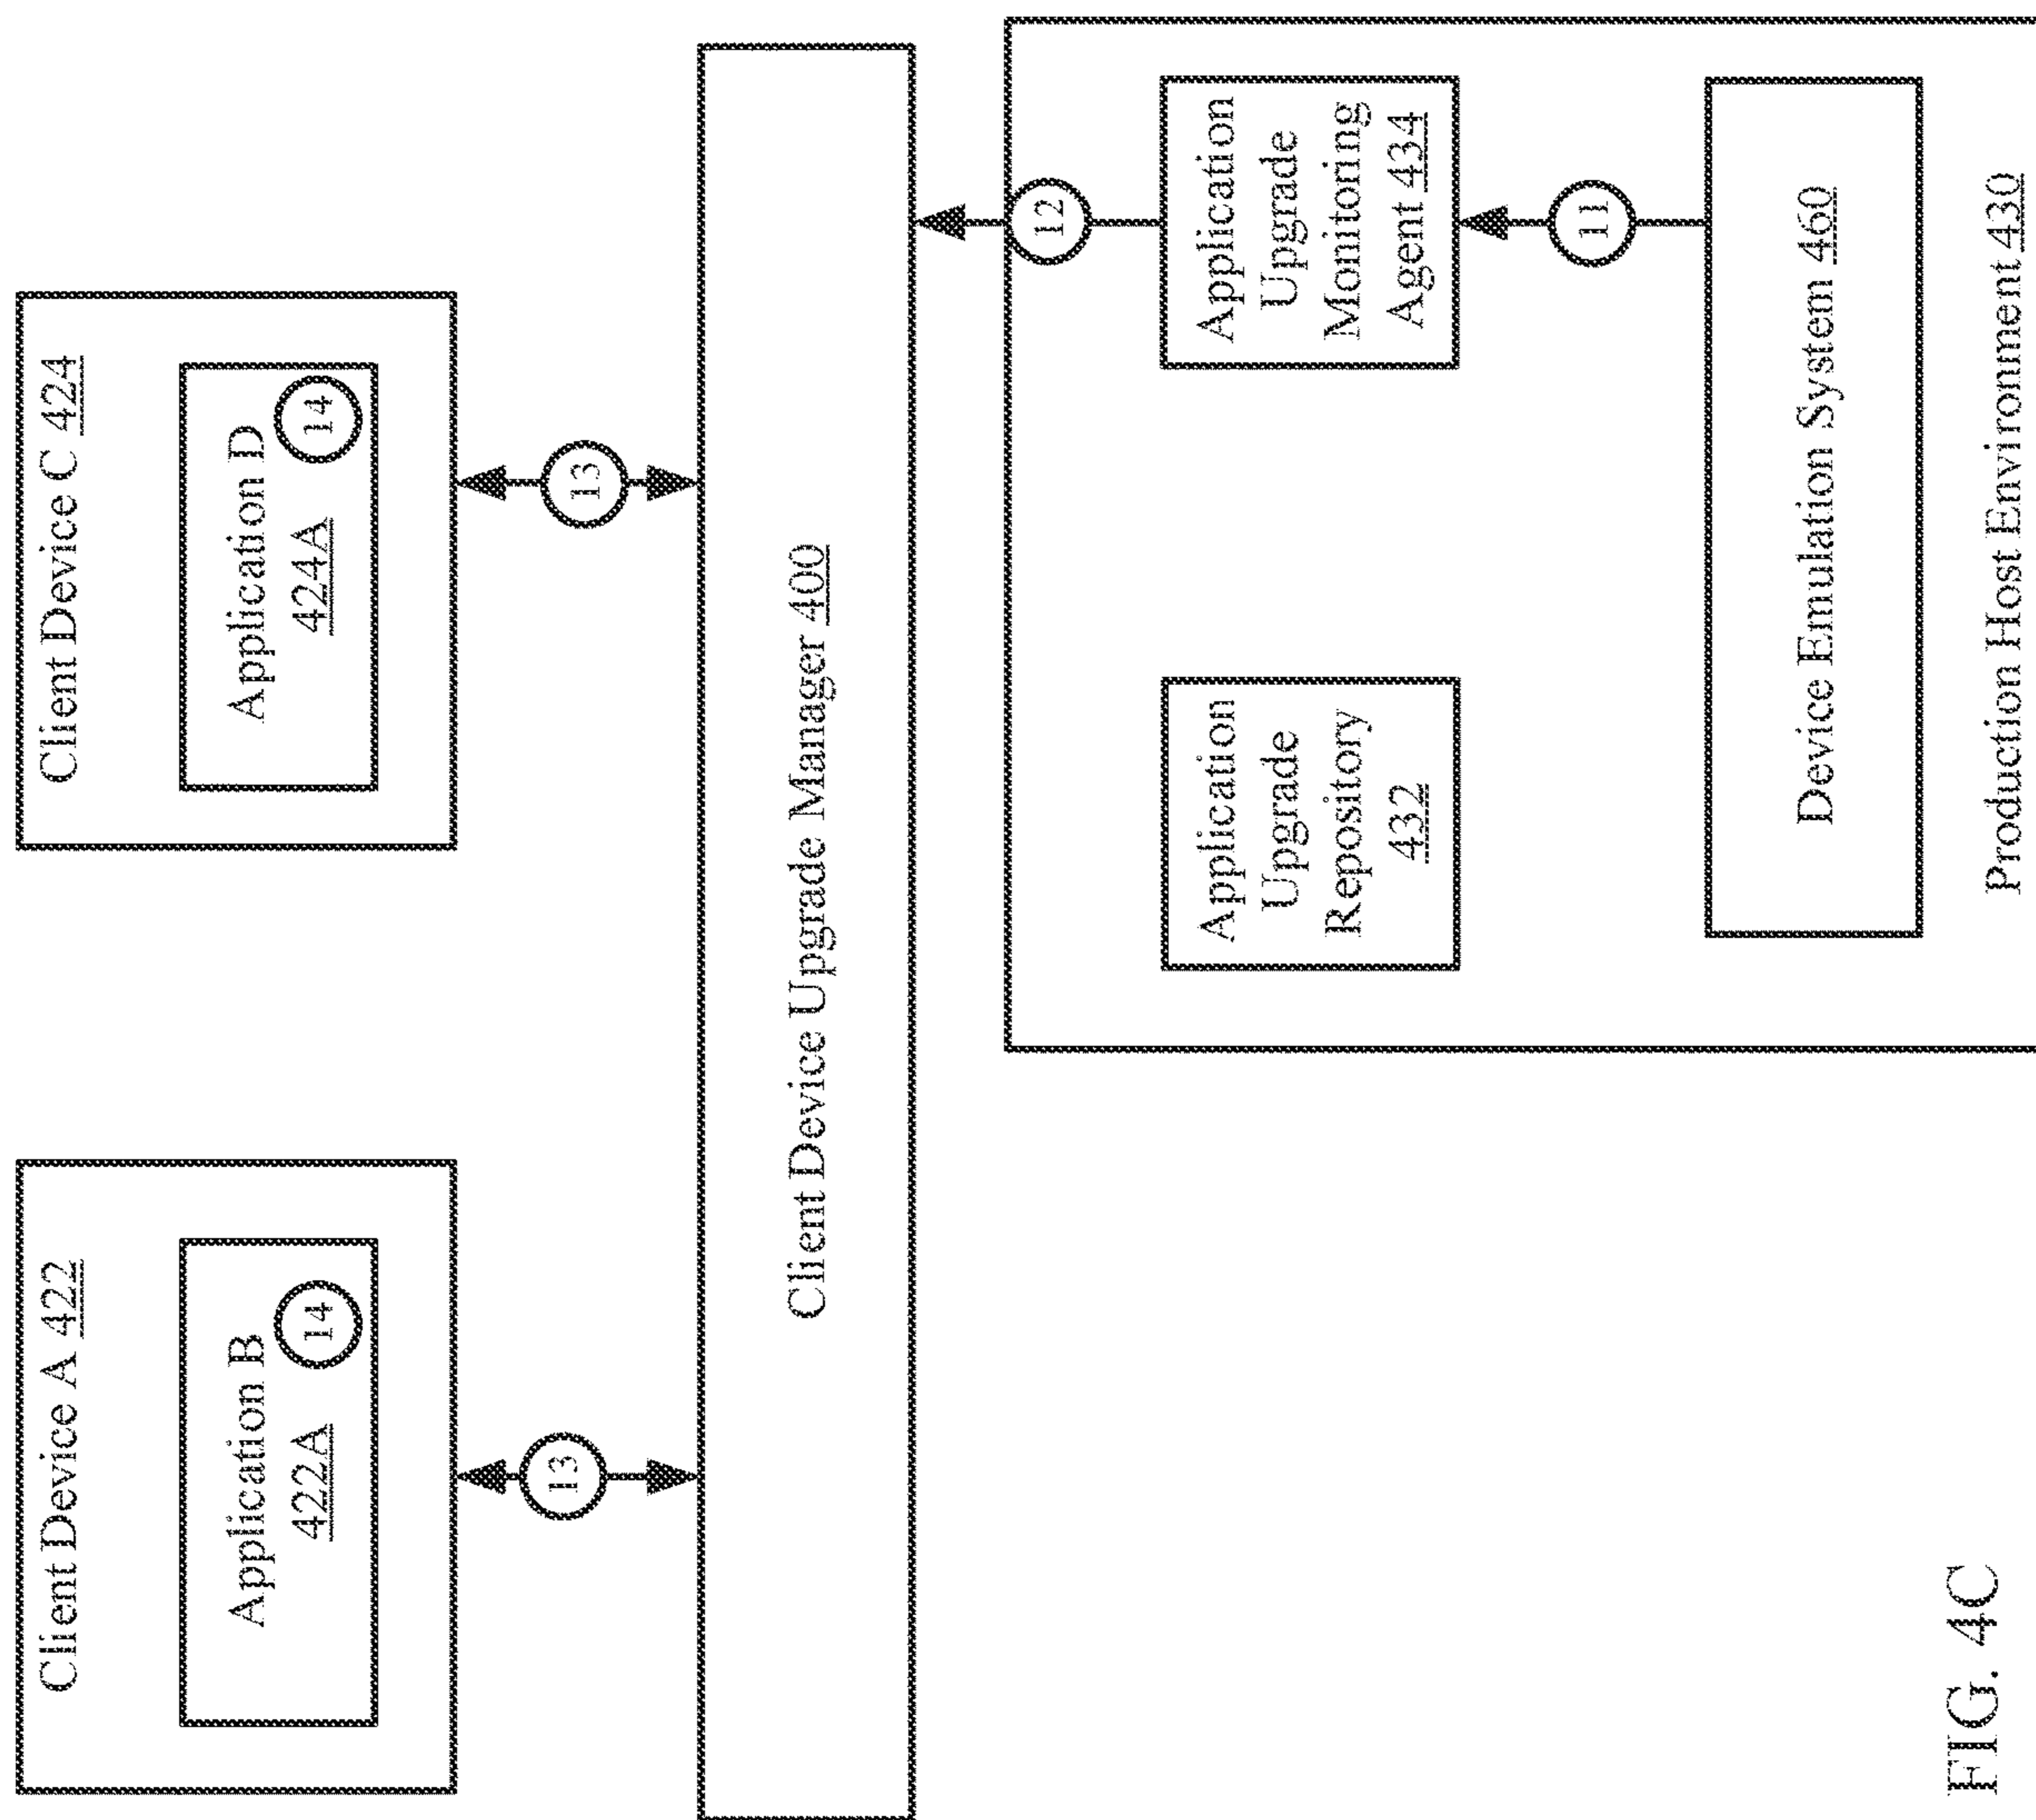 Client Device A 422
Application B
422A
14
13
Client Device C 424
Application D
424A
14
13
Client Device Upgrade Manager 400
12
Application
Upgrade
Repository
432
Application
Upgrade
Monitoring
Agent 434
11
Device Emulation System 460
Production Host Environment 430
FIG. 4C